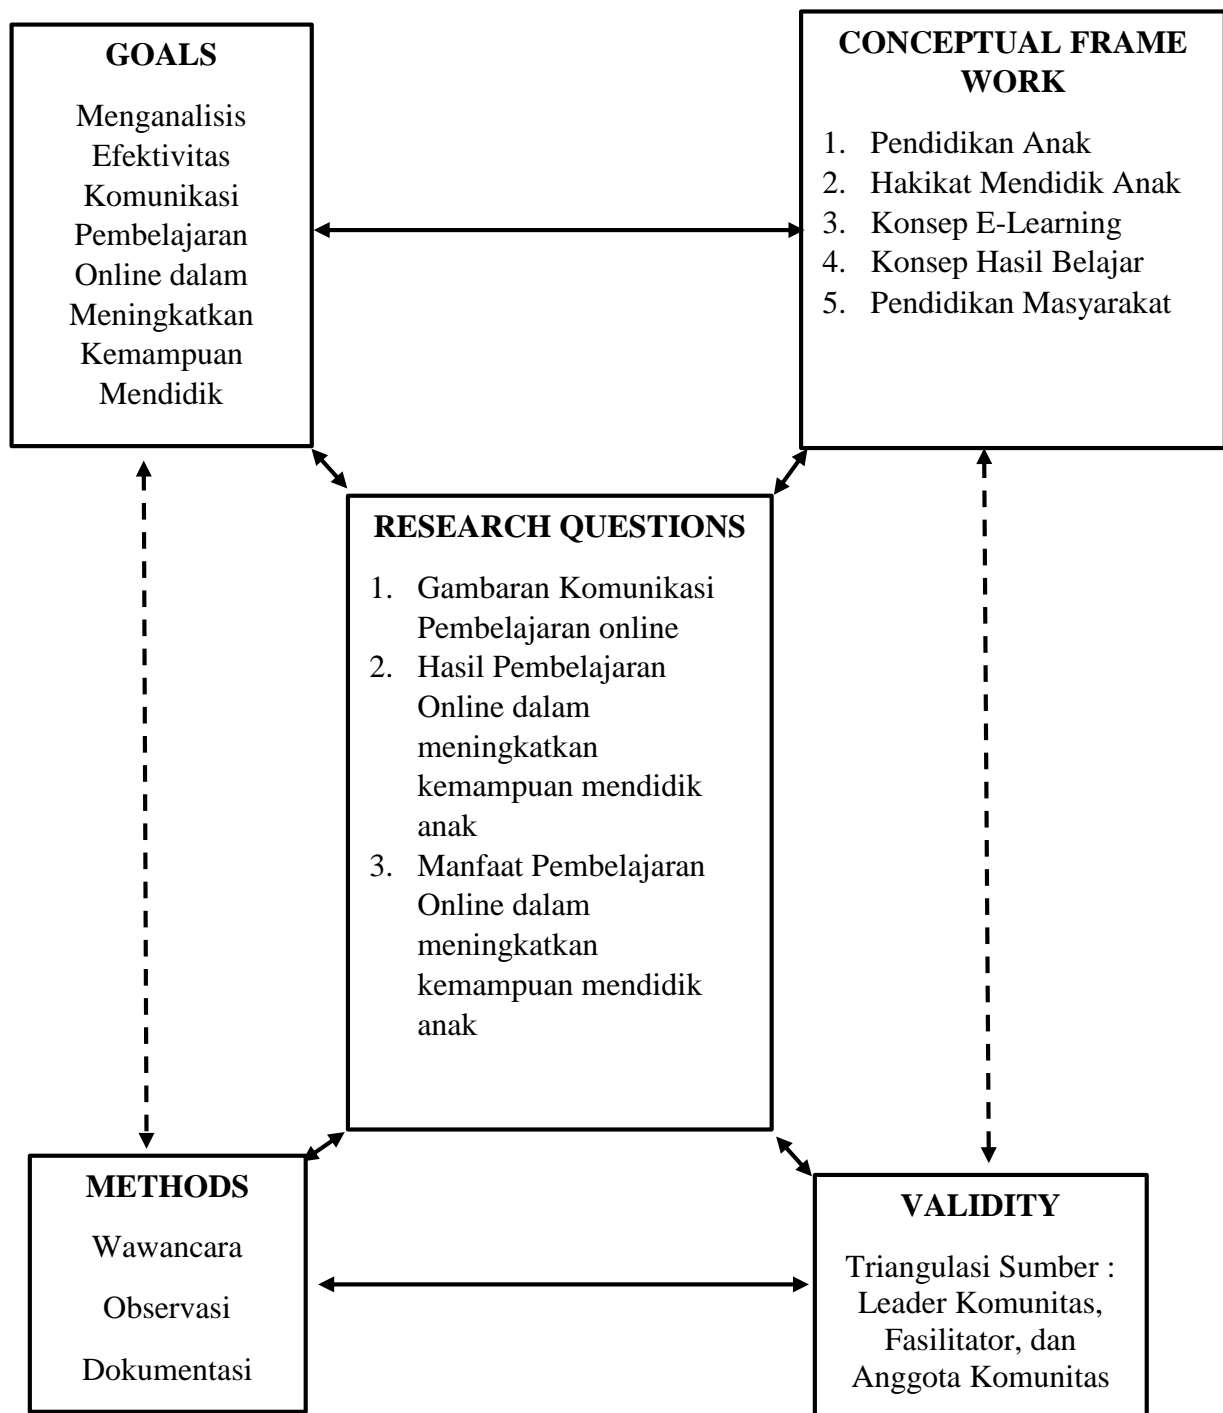 GOALS
Menganalisis
Efektivitas
Komunikasi
Pembelajaran
Online dalam
Meningkatkan
Kemampuan
Mendidik
CONCEPTUAL FRAME
WORK
1. Pendidikan Anak
2. Hakikat Mendidik Anak
3. Konsep E-Learning
4. Konsep Hasil Belajar
5. Pendidikan Masyarakat
RESEARCH QUESTIONS
1. Gambaran Komunikasi
Pembelajaran online
2. Hasil Pembelajaran
Online dalam
meningkatkan
kemampuan mendidik
anak
3. Manfaat Pembelajaran
Online dalam
meningkatkan
kemampuan mendidik
anak
METHODS
Wawancara
Observasi
Dokumentasi
VALIDITY
Triangulasi Sumber :
Leader Komunitas,
Fasilitator, dan
Anggota Komunitas